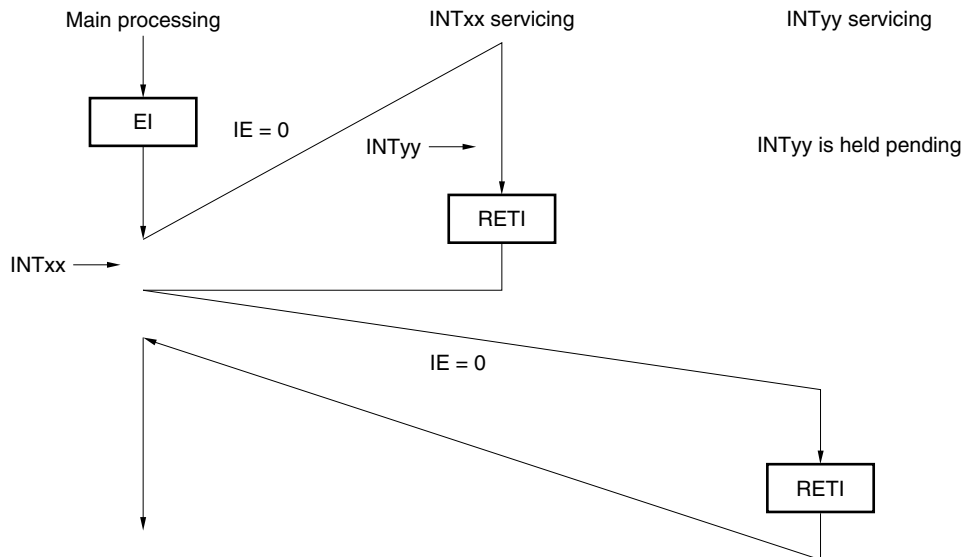 Main processing
INTxx servicing
INTyy servicing
EI
IE = 0
INTyy
INTyy is held pending
RETI
INTxx
IE = 0
RETI